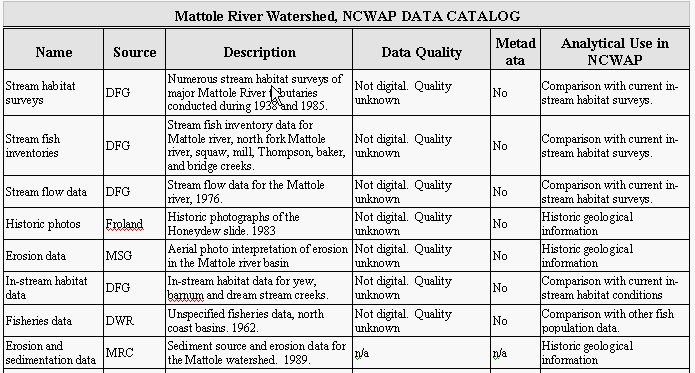 Mattole River Watershed, NCWAP DATA CATALOG
Name
Source
Description
Data Quality
Metad
ata
Analytical Use in
NCWAP
Stream habitat
surveys
DFG
Numerous stream habitat surveys of
major Mattole River tributaries
conducted during 1938 and 1985.
Not digital. Quality
unknown
No
Comparison with current in-
stream habitat surveys.
Stream fish
inventories
DFG
Stream fish inventory data for
Mattole river, north fork Mattole
river, squaw, mill, Thompson, baker,
and bridge creeks.
Not digital. Quality
unknown
No
Comparison with current in-
stream habitat surveys.
Stream flow data
DFG
Stream flow data for the Mattole
river, 1976.
Not digital. Quality
unknown
No
Comparison with current in-
stream habitat surveys.
Historic photos
Froland
Historic photographs of the
Honeydew slide. 1983
Not digital. Quality
unknown
No
Historic geological
information
Erosion data
MSG
Aerial photo interpretation of erosion
in the Mattole river basin
Not digital. Quality
unknown
No
Historic geological
information
In-stream habitat
data
DFG
In-stream habitat data for yew,
barnum and dream stream creeks.
Not digital. Quality
unknown
No
Comparison with current in-
stream habitat conditions
Fisheries data
DWR
Unspecified fisheries data, north
coast basins. 1962.
Not digital. Quality
unknown
No
Comparison with other fish
population data.
Erosion and
sedimentation data
MRC
Sediment source and erosion data for
the Mattole watershed. 1989.
n/a
n/a
Historic geological
information